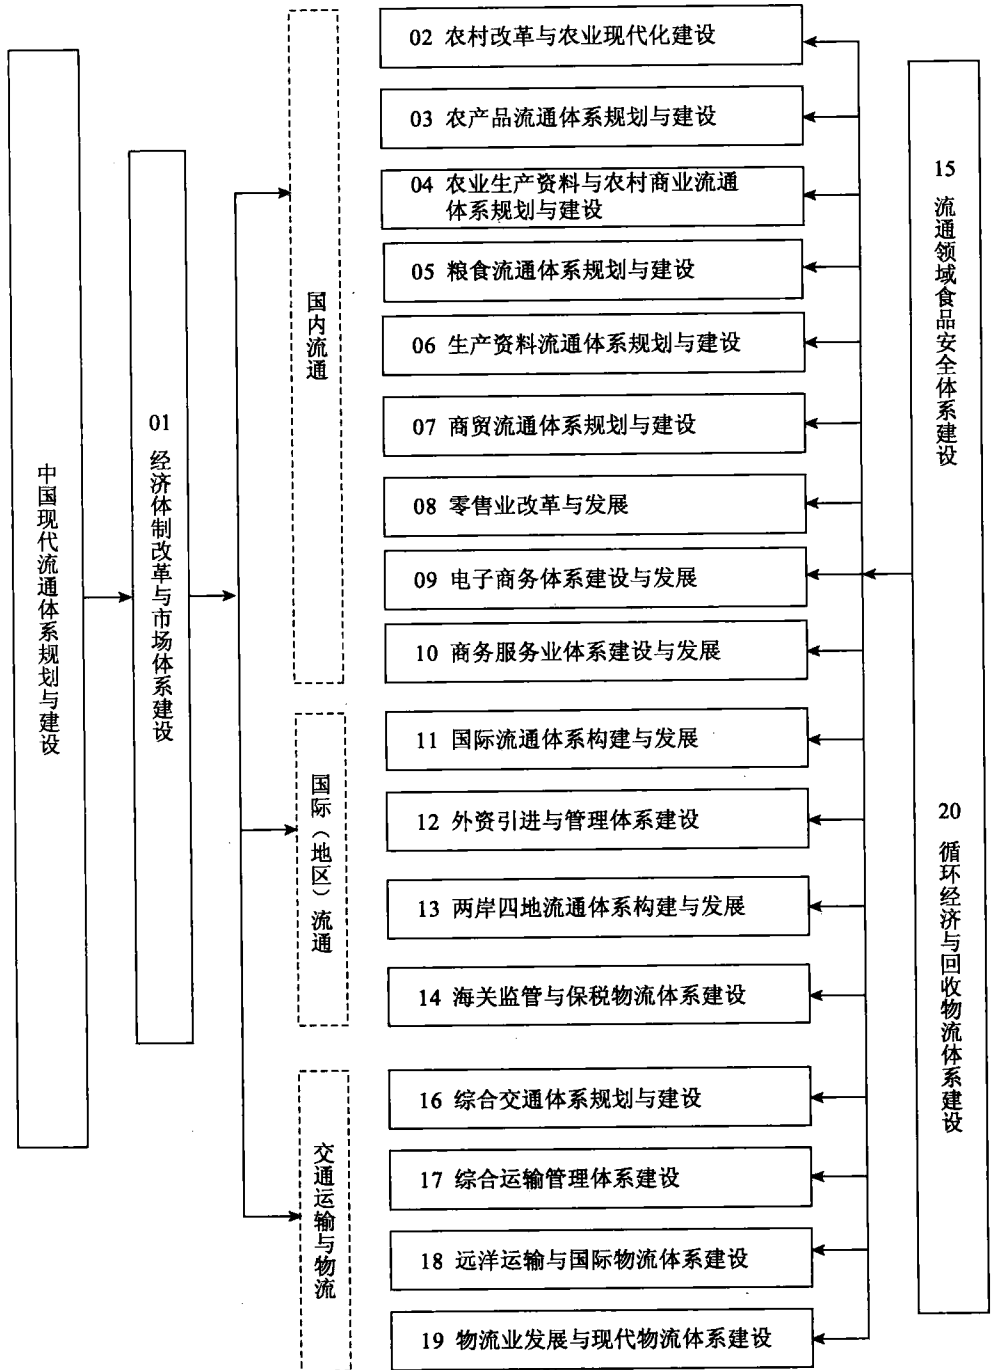 中国现代流通体系规划与建设
01 经济体制改革与市场体系建设
国内流通
02 农村改革与农业现代化建设
03 农产品流通体系规划与建设
04 农业生产资料与农村商业流通
体系规划与建设
05 粮食流通体系规划与建设
06 生产资料流通体系规划与建设
07 商贸流通体系规划与建设
08 零售业改革与发展
09 电子商务体系建设与发展
10 商务服务业体系建设与发展
国际（地区）流通
11 国际流通体系构建与发展
12 外资引进与管理体系建设
13 两岸四地流通体系构建与发展
14 海关监管与保税物流体系建设
交通运输与物流
16 综合交通体系规划与建设
17 综合运输管理体系建设
18 远洋运输与国际物流体系建设
19 物流业发展与现代物流体系建设
15 流通领域食品安全体系建设
20 循环经济与回收物流体系建设